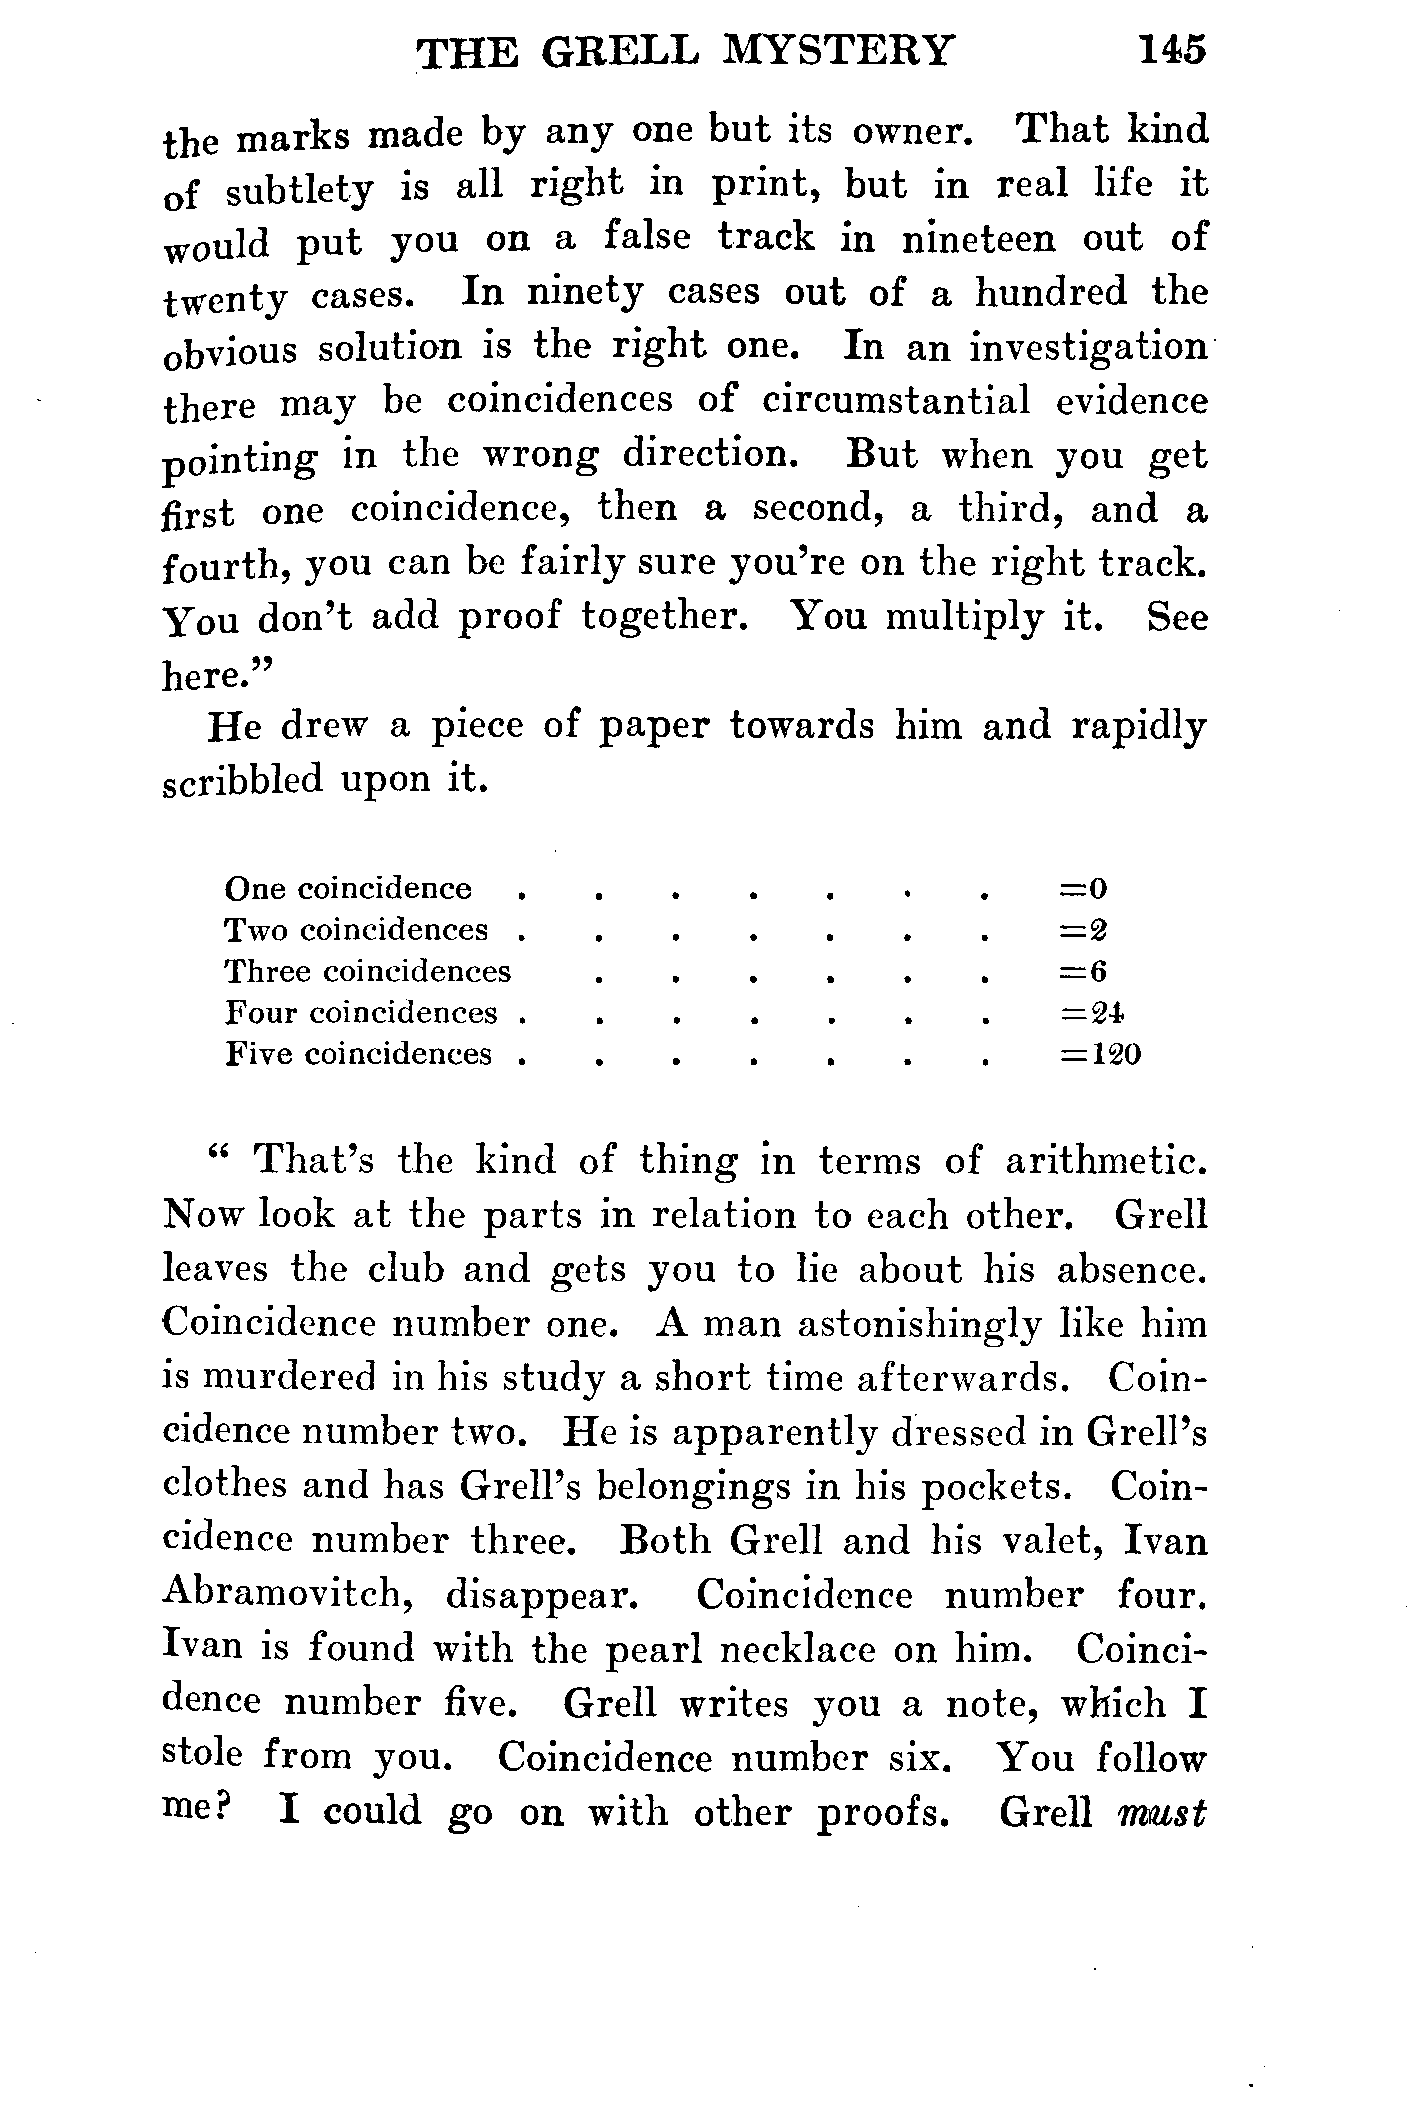 THE GRELL MYSTERY 145
the marks made by any one but its owner. That kind
of subtlety is all right in print, but in real life it
would put you on a false track in nineteen out of
twenty cases. In ninety cases out of a hundred the
obvious solution is the right one. In an investigation
there may be coincidences of circumstantial evidence
pointing in the wrong direction. But when you get
first one coincidence, then a second, a third, and a
fourth, you can be fairly sure you're on the right track.
You don't add proof together. You multiply it. See
here.”
He drew a piece of paper towards him and rapidly
scribbled upon it.
One coincidence . . . . . . . =0
Two coincidences . . . . . . . =2
Three coincidences . . . . . . =6
Four coincidences . . . . . . . =24
Five coincidences . . . . . . . =120
“ That's the kind of thing in terms of arithmetic.
Now look at the parts in relation to each other. Grell
leaves the club and gets you to lie about his absence.
Coincidence number one. A man astonishingly like him
is murdered in his study a short time afterwards. Coin-
cidence number two. He is apparently dressed in Grell's
clothes and has Grell's belongings in his pockets. Coin-
cidence number three. Both Grell and his valet, Ivan
Abramovitch, disappear. Coincidence number four.
Ivan is found with the pearl necklace on him. Coinci-
dence number five. Grell writes you a note, which I
stole from you. Coincidence number six. You follow
me? I could go on with other proofs. Grell must